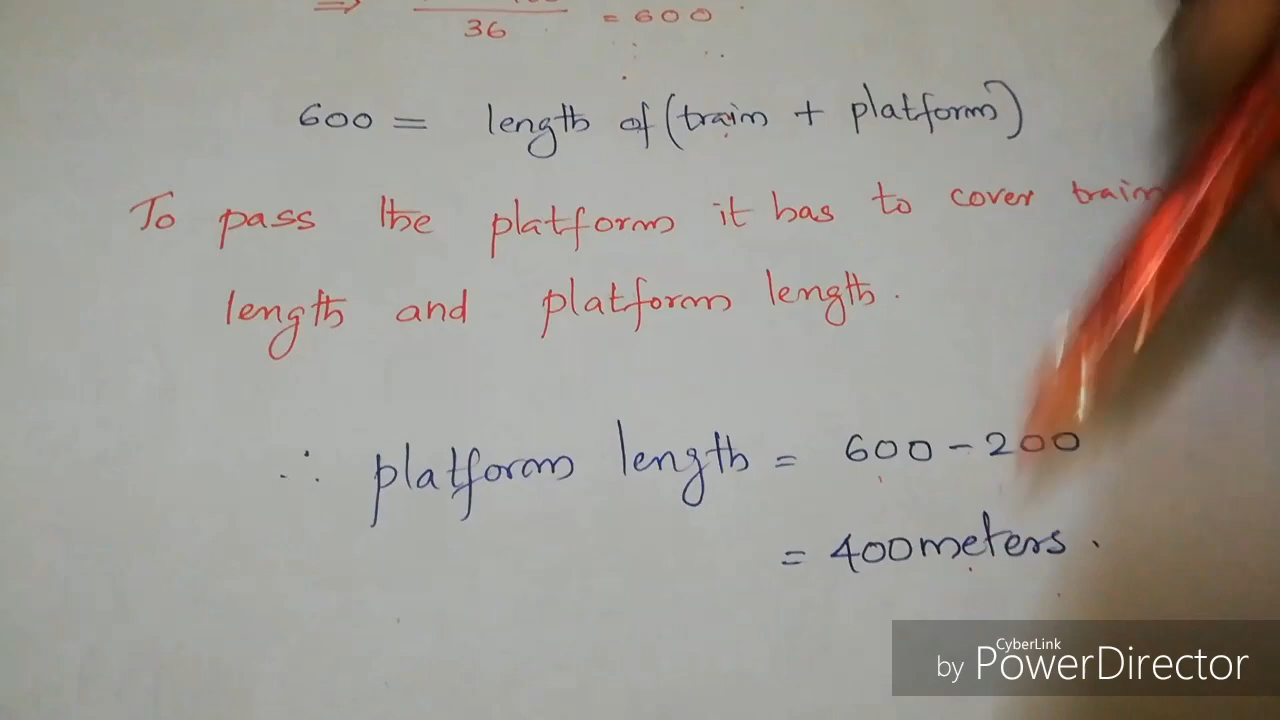 ⇒ 36 = 600
600 = length of (train + platform)
To pass the platform it has to cover train
length and platform length.
∴ platform length = 600 - 200
= 400 meters.
CyberLink
by PowerDirector